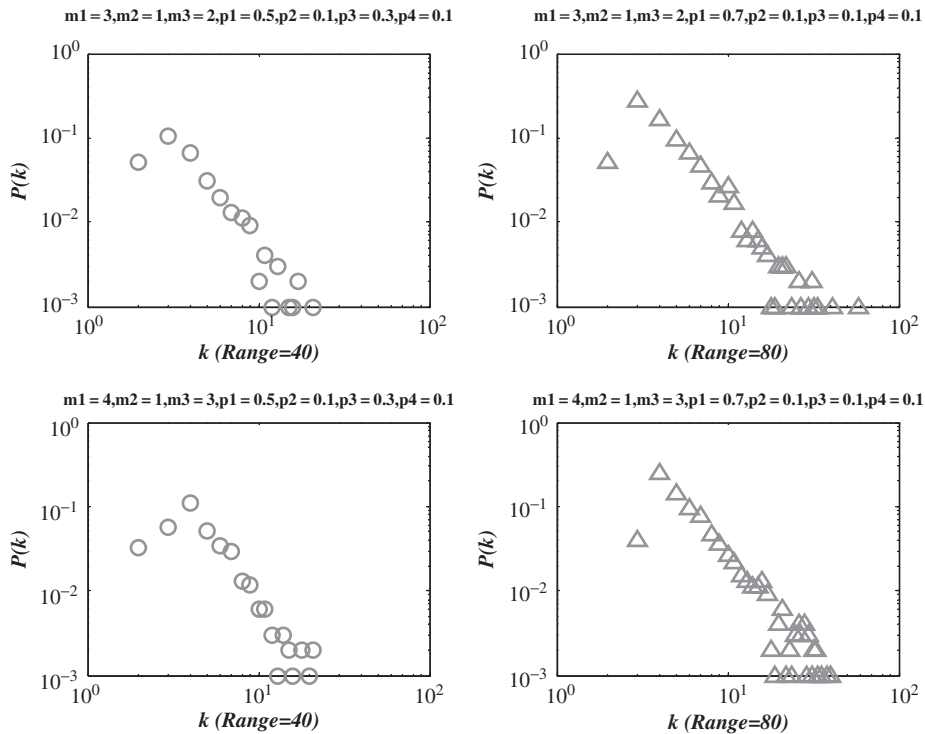 m1=3,m2=1,m3=2,p1=0.5,p2=0.1,p3=0.3,p4=0.1
10^0
10^-1
10^-2
10^-3
P(k)
10^0
10^1
10^2
k (Range=40)
m1=3,m2=1,m3=2,p1=0.7,p2=0.1,p3=0.1,p4=0.1
10^0
10^-1
10^-2
10^-3
P(k)
10^0
10^1
10^2
k (Range=80)
m1=4,m2=1,m3=3,p1=0.5,p2=0.1,p3=0.3,p4=0.1
10^0
10^-1
10^-2
10^-3
P(k)
10^0
10^1
10^2
k (Range=40)
m1=4,m2=1,m3=3,p1=0.7,p2=0.1,p3=0.1,p4=0.1
10^0
10^-1
10^-2
10^-3
P(k)
10^0
10^1
10^2
k (Range=80)